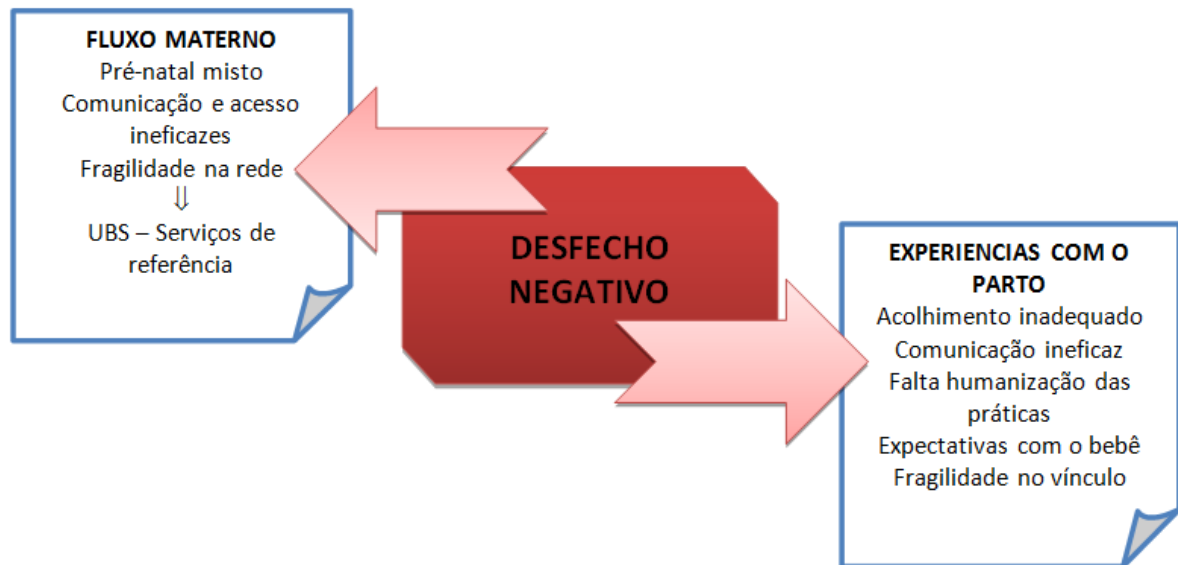 FLUXO MATERNO
Pré-natal misto
Comunicação e acesso
ineficazes
Fragilidade na rede
⇓
UBS – Serviços de
referência
DESFECHO
NEGATIVO
EXPERIENCIAS COM O
PARTO
Acolhimento inadequado
Comunicação ineficaz
Falta humanização das
práticas
Expectativas com o bebê
Fragilidade no vínculo